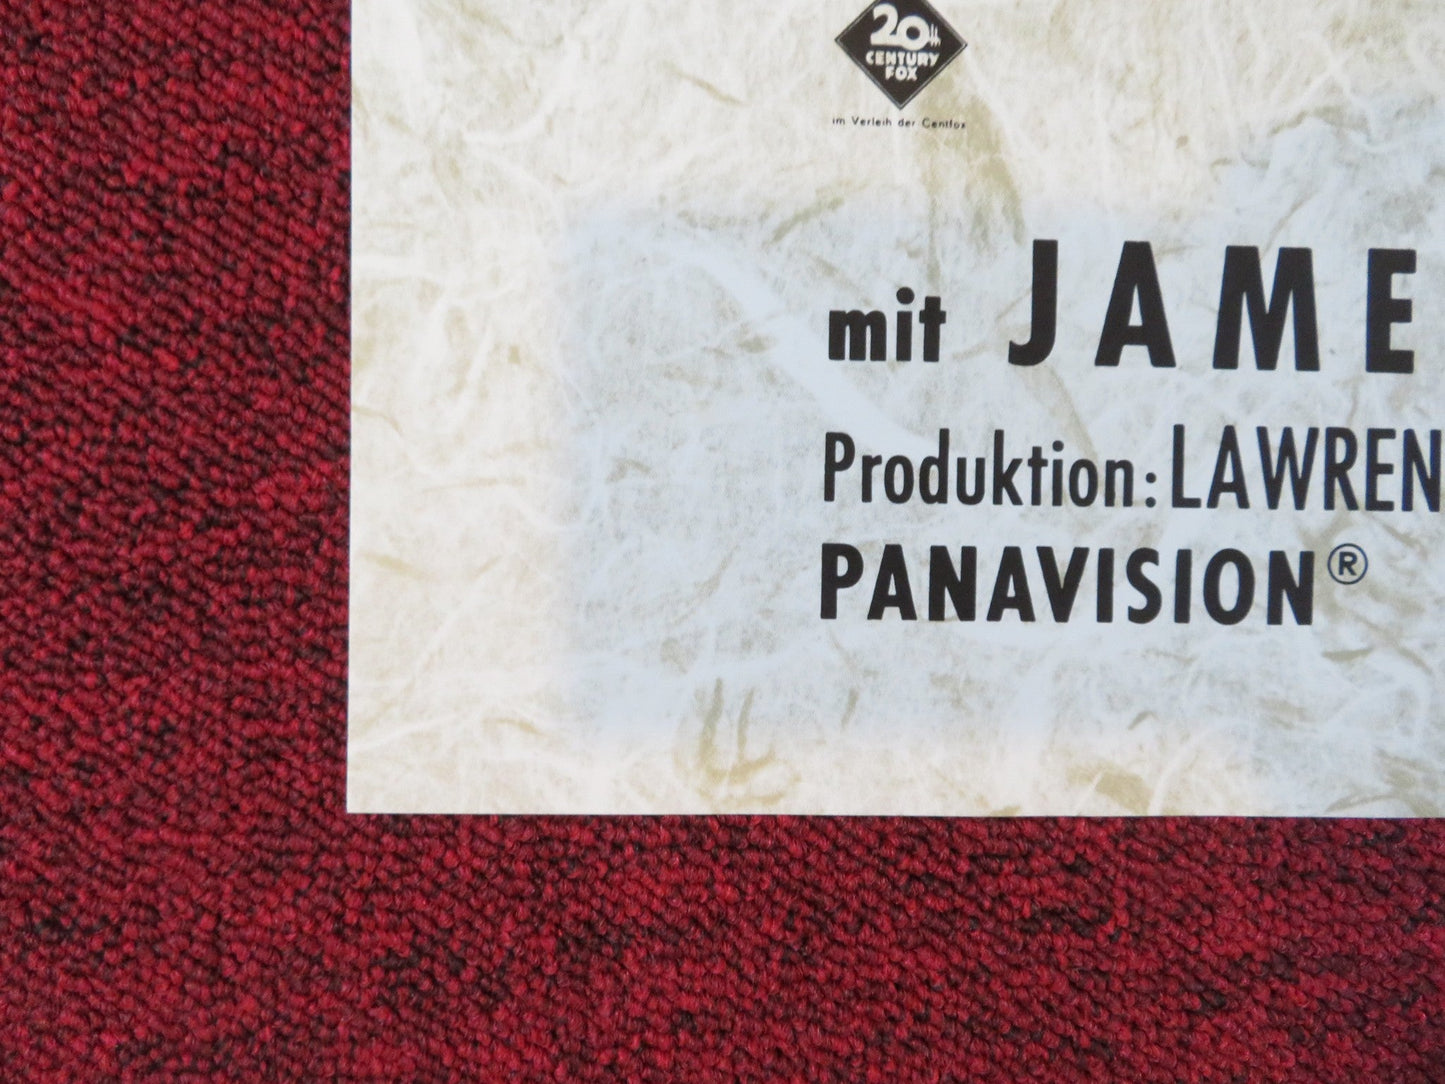 20th
CENTURY
FOX
im Verleih der Centfox
mit JAME
Produktion: LAWREN
PANAVISION®